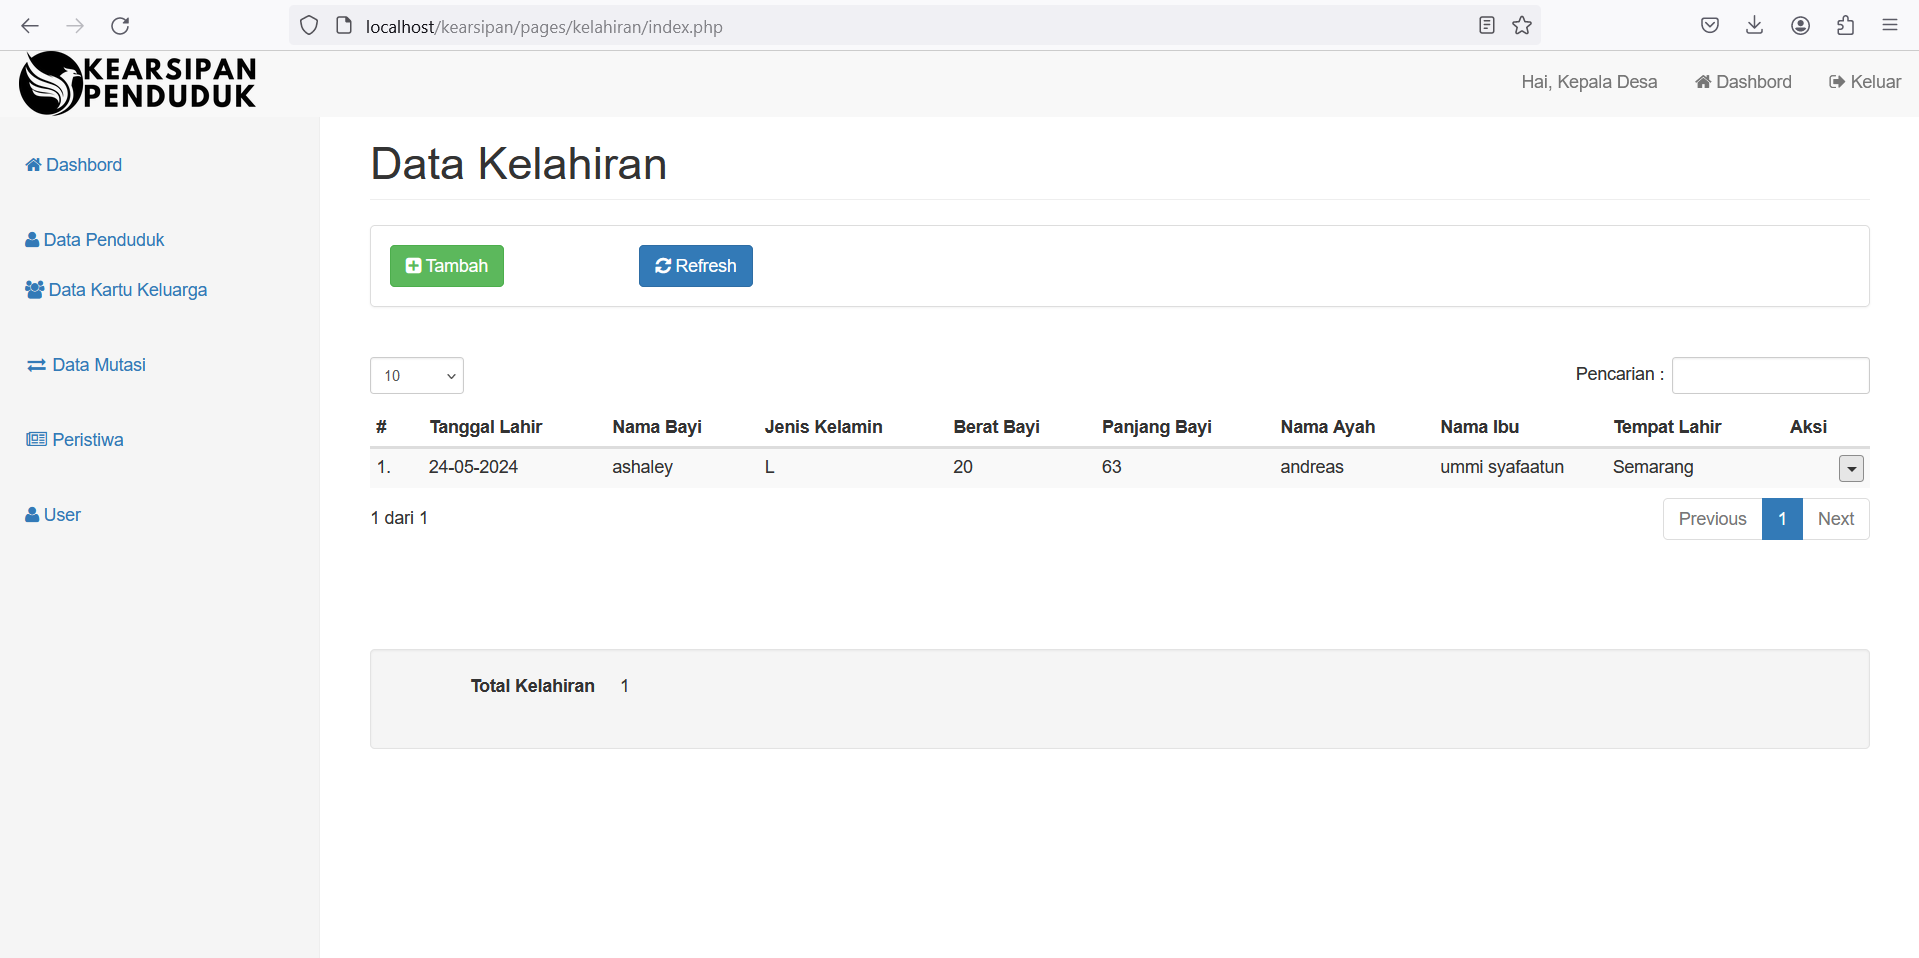 localhost/kearsipan/pages/kelahiran/index.php
KEARSIPAN
PENDUDUK
Hai, Kepala Desa Dashbord Keluar
Dashbord
Data Penduduk
Data Kartu Keluarga
Data Mutasi
Peristiwa
User
Data Kelahiran
Tambah Refresh
10 Pencarian :
# Tanggal Lahir Nama Bayi Jenis Kelamin Berat Bayi Panjang Bayi Nama Ayah Nama Ibu Tempat Lahir Aksi
1. 24-05-2024 ashaley L 20 63 andreas ummi syafaatun Semarang
1 dari 1 Previous 1 Next
Total Kelahiran 1